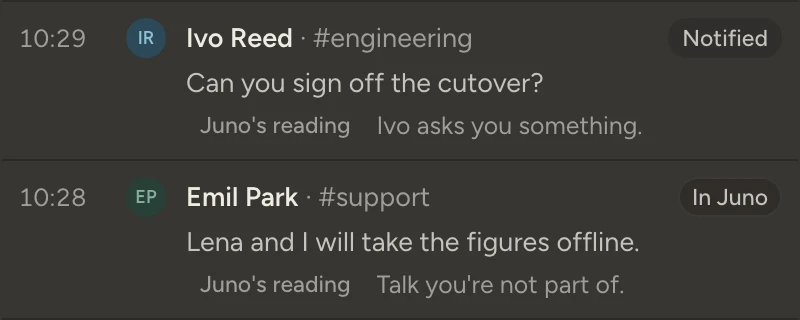 10:29 IR Ivo Reed · #engineering Notified
Can you sign off the cutover?
Juno's reading Ivo asks you something.
10:28 EP Emil Park · #support In Juno
Lena and I will take the figures offline.
Juno's reading Talk you're not part of.